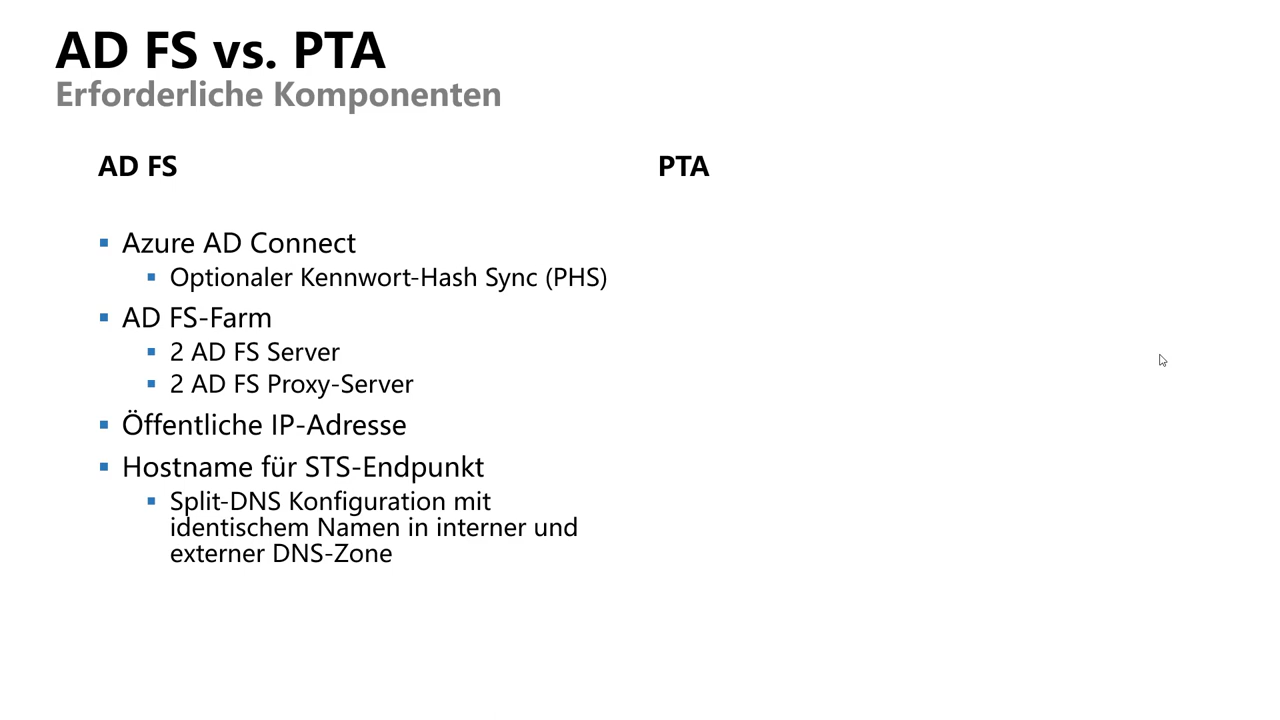 AD FS vs. PTA
Erforderliche Komponenten
AD FS
Azure AD Connect
Optionaler Kennwort-Hash Sync (PHS)
AD FS-Farm
2 AD FS Server
2 AD FS Proxy-Server
Öffentliche IP-Adresse
Hostname für STS-Endpunkt
Split-DNS Konfiguration mit
identischem Namen in interner und
externer DNS-Zone
PTA